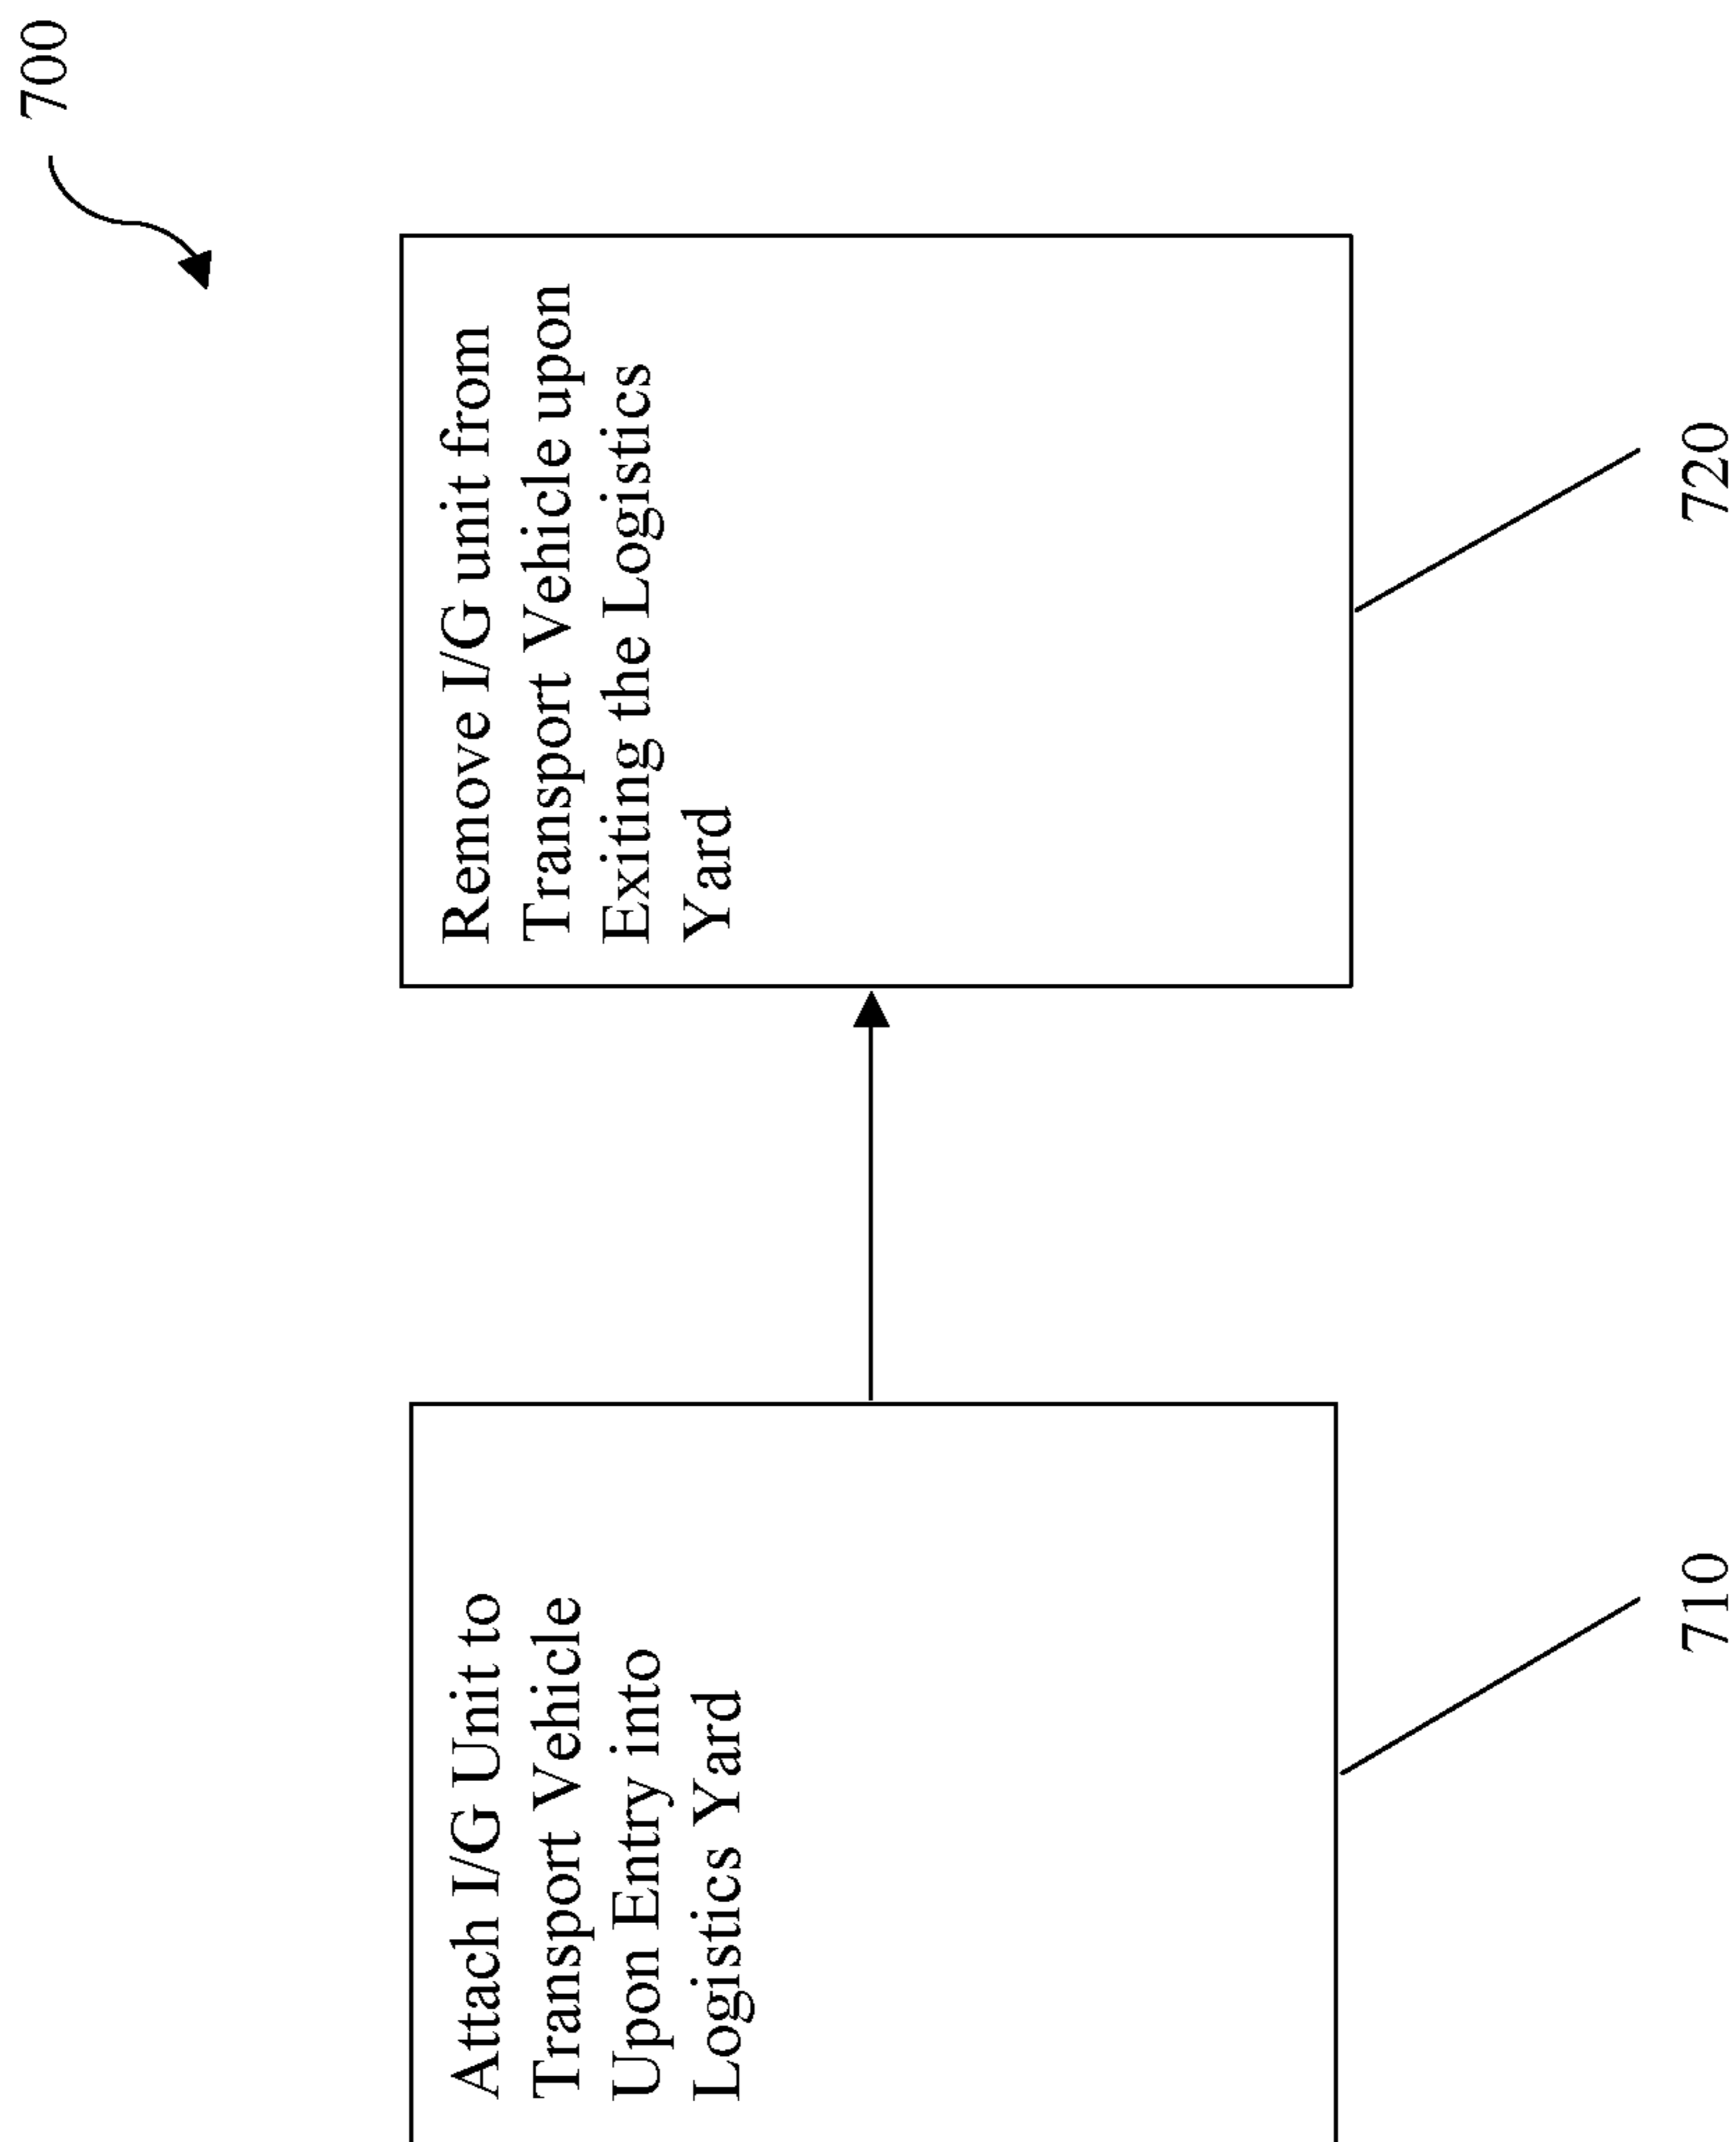 700
Attach I/G Unit to
Transport Vehicle
Upon Entry into
Logistics Yard
Remove I/G unit from
Transport Vehicle upon
Exiting the Logistics
Yard
710
720